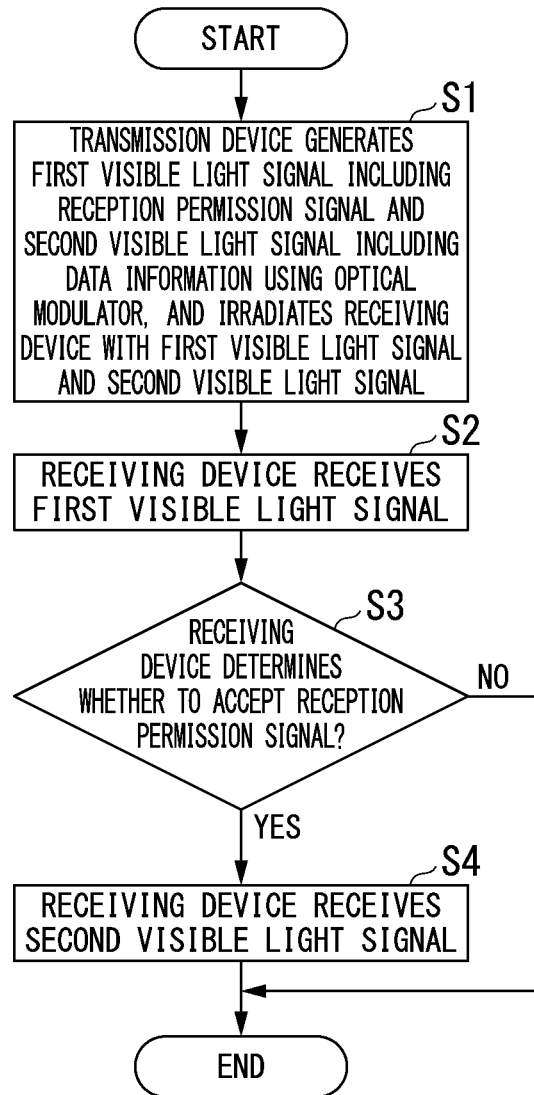 START
S1
TRANSMISSION DEVICE GENERATES
FIRST VISIBLE LIGHT SIGNAL INCLUDING
RECEPTION PERMISSION SIGNAL AND
SECOND VISIBLE LIGHT SIGNAL INCLUDING
DATA INFORMATION USING OPTICAL
MODULATOR, AND IRRADIATES RECEIVING
DEVICE WITH FIRST VISIBLE LIGHT SIGNAL
AND SECOND VISIBLE LIGHT SIGNAL
S2
RECEIVING DEVICE RECEIVES
FIRST VISIBLE LIGHT SIGNAL
S3
RECEIVING
DEVICE DETERMINES
WHETHER TO ACCEPT RECEPTION
PERMISSION SIGNAL?
NO
YES
S4
RECEIVING DEVICE RECEIVES
SECOND VISIBLE LIGHT SIGNAL
END